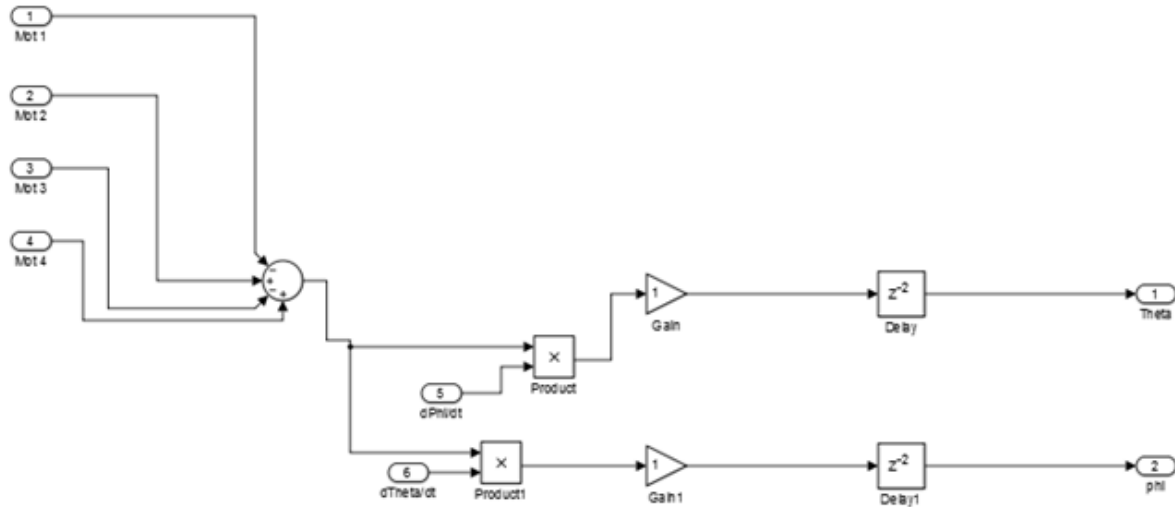 1
Mot 1
2
Mot 2
3
Mot 3
4
Mot 4
−
+
−
+
1
Gain
z⁻²
Delay
1
Theta
×
Product
5
dPhi/dt
×
Product1
6
dTheta/dt
1
Gain1
z⁻²
Delay1
2
phi